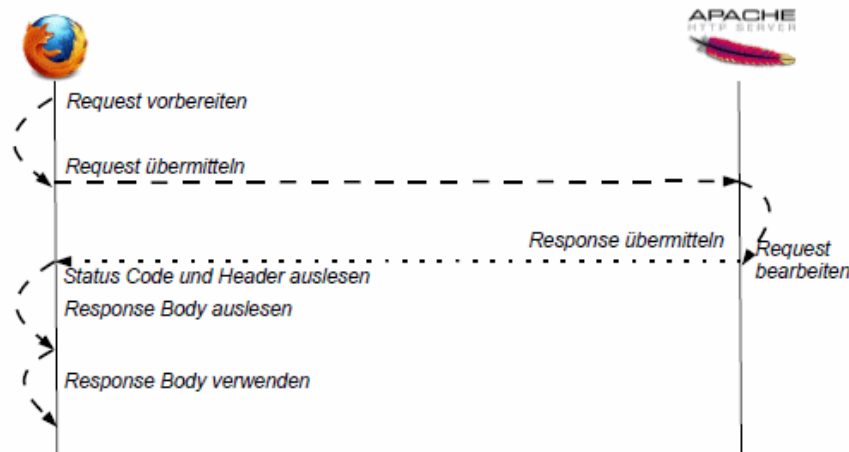 APACHE
HTTP SERVER
Request vorbereiten
Request übermitteln
Response übermitteln
Request
bearbeiten
Status Code und Header auslesen
Response Body auslesen
Response Body verwenden